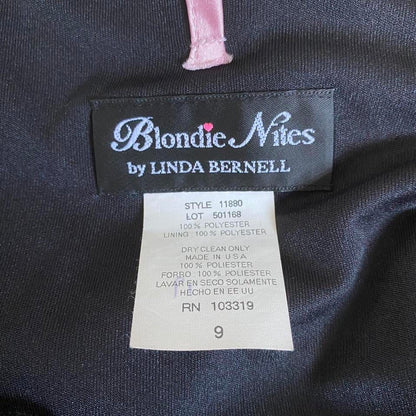 Blondie Nites
by LINDA BERNELL
STYLE 11880
LOT 501168
100% POLYESTER
LINING: 100% POLYESTER
DRY CLEAN ONLY
MADE IN U.S.A
100% POLIESTER
FORRO: 100% POLIESTER
LAVAR EN SECO SOLAMENTE
HECHO EN EE UU
RN 103319
9